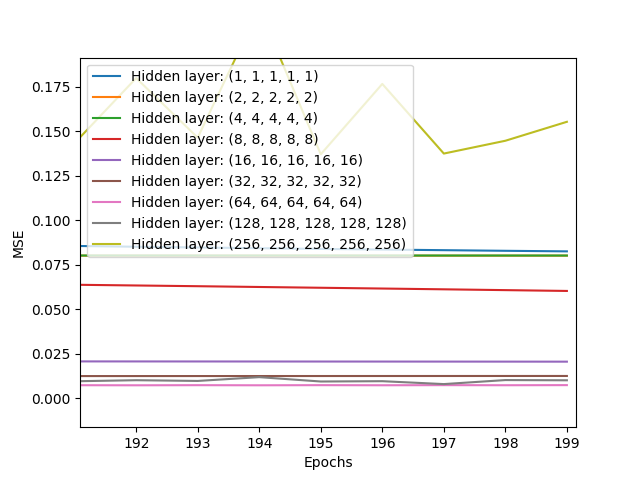 Hidden layer: (1, 1, 1, 1, 1)
Hidden layer: (2, 2, 2, 2, 2)
Hidden layer: (4, 4, 4, 4, 4)
Hidden layer: (8, 8, 8, 8, 8)
Hidden layer: (16, 16, 16, 16, 16)
Hidden layer: (32, 32, 32, 32, 32)
Hidden layer: (64, 64, 64, 64, 64)
Hidden layer: (128, 128, 128, 128, 128)
Hidden layer: (256, 256, 256, 256, 256)
0.175
0.150
0.125
0.100
0.075
0.050
0.025
0.000
MSE
192 193 194 195 196 197 198 199
Epochs